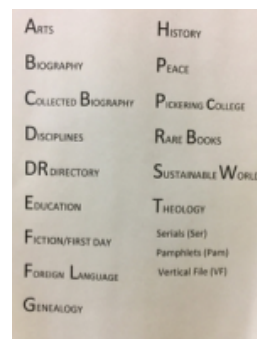 Arts
Biography
Collected Biography
Disciplines
DR directory
Education
Fiction/first day
Foreign Language
Genealogy
History
Peace
Pickering College
Rare Books
Sustainable Worl
Theology
Serials (Ser)
Pamphlets (Pam)
Vertical File (VF)